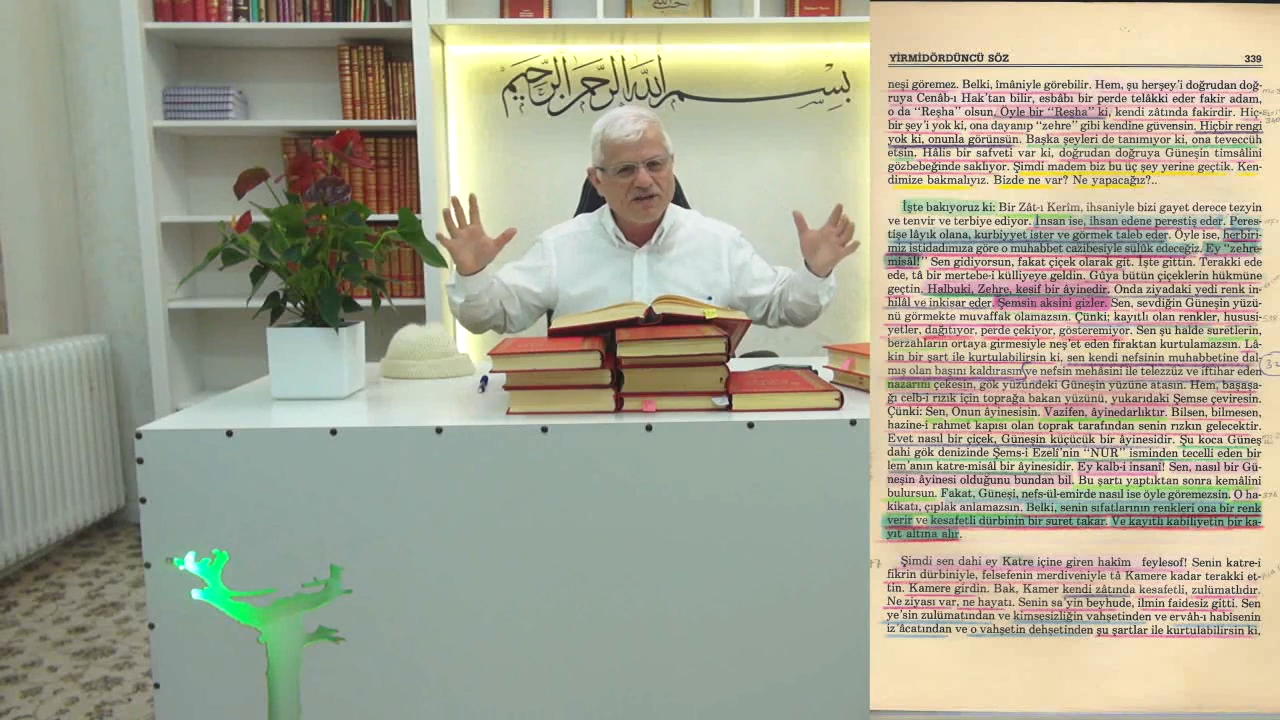 بسم الله الرحمن الرحيم
YİRMİDÖRDÜNCÜ SÖZ 339
neşi göremez. Belki, îmâniyle görebilir. Hem, şu herşey'i doğrudan doğ-
ruya Cenâb-ı Hak'tan bilir, esbâbı bir perde telâkki eder fakir adam,
o da "Reşha" olsun. Öyle bir "Reşha" ki, kendi zâtında fakirdir. Hiç-
bir şey'i yok ki, ona dayanıp "zehre" gibi kendine güvensin. Hiçbir rengi
yok ki, onunla görünsün. Başka şeyleri de tanımıyor ki, ona teveccüh
etsin. Hâlis bir safveti var ki, doğrudan doğruya Güneşin timsâlini
gözbebeğinde saklıyor. Şimdi madem biz bu üç şey yerine geçtik. Ken-
dimize bakmalıyız. Bizde ne var? Ne yapacağız?..
İşte bakıyoruz ki: Bir Zât-ı Kerîm, ihsaniyle bizi gayet derece tezyin
ve tenvir ve terbiye ediyor. İnsan ise, ihsan edene perestiş eder. Peres-
tişe lâyık olana, kurbiyyet ister ve görmek taleb eder. Öyle ise, herbiri-
miz istidadımıza göre o muhabbet cazibesiyle sülûk edeceğiz. Ey "zehre-
misâl!" Sen gidiyorsun, fakat çiçek olarak git. İşte gittin. Terakki ede
ede, tâ bir mertebe-i külliyeye geldin. Gûya bütün çiçeklerin hükmüne
geçtin. Halbuki, Zehre, kesif bir âyinedir. Onda ziyadaki yedi renk in-
hilâl ve inkisar eder. Şemsin aksini gizler. Sen, sevdiğin Güneşin yüzü-
nü görmekte muvaffak olamazsın. Çünki: kayıtlı olan renkler, hususi-
yetler, dağıtıyor, perde çekiyor, gösteremiyor. Sen şu halde suretlerin,
berzahların ortaya girmesiyle neş'et eden firaktan kurtulamazsın. Lâ-
kin bir şart ile kurtulabilirsin ki, sen kendi nefsinin muhabbetine dal-
mış olan başını kaldırasın ve nefsin mehâsini ile telezzüz ve iftihar eden
nazarını çekesin, gök yüzündeki Güneşin yüzüne atasın. Hem, başaşa-
ğı celb-i rızık için toprağa bakan yüzünü, yukarıdaki Şemse çeviresin.
Çünki: Sen, Onun âyinesisin. Vazifen, âyinedarlıktır. Bilsen, bilmesen,
hazine-i rahmet kapısı olan toprak tarafından senin rızkın gelecektir.
Evet nasıl bir çiçek, Güneşin küçücük bir âyinesidir. Şu koca Güneş
dahi gök denizinde Şems-i Ezelî'nin "NUR" isminden tecelli eden bir
lem'anın katre-misâl bir âyinesidir. Ey kalb-i insanî! Sen, nasıl bir Gü-
neşin âyinesi olduğunu bundan bil. Bu şartı yaptıktan sonra kemâlini
bulursun. Fakat, Güneşi, nefs-ül-emirde nasıl ise öyle göremezsin. O ha-
kikatı, çıplak anlamazsın. Belki, senin sıfatlarının renkleri ona bir renk
verir ve kesafetli dürbinin bir suret takar. Ve kayıtlı kabiliyetin bir ka-
yıt altına alır.
Şimdi sen dahi ey Katre içine giren hakîm feylesof! Senin katre-i
fikrin dürbiniyle, felsefenin merdiveniyle tâ Kamere kadar terakki et-
tin. Kamere girdin. Bak, Kamer kendi zâtında kesafetli, zulümatlıdır.
Ne ziyası var, ne hayatı. Senin sa'yin beyhude, ilmin faidesiz gitti. Sen
ye'sin zulümatından ve kimsesizliğin vahşetinden ve ervâh-ı habîsenin
iz'âcatından ve o vahşetin dehşetinden şu şartlar ile kurtulabilirsin ki,